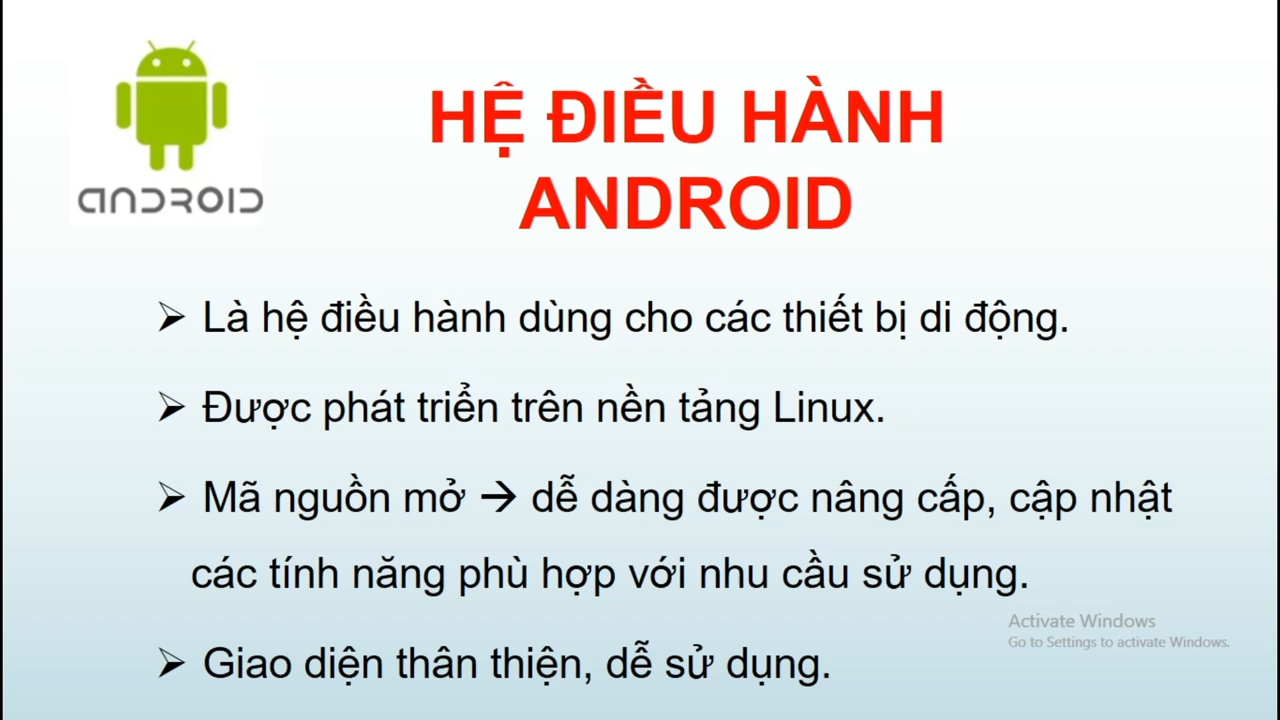 ANDROID
HỆ ĐIỀU HÀNH
ANDROID
➢ Là hệ điều hành dùng cho các thiết bị di động.
➢ Được phát triển trên nền tảng Linux.
➢ Mã nguồn mở → dễ dàng được nâng cấp, cập nhật
các tính năng phù hợp với nhu cầu sử dụng.
➢ Giao diện thân thiện, dễ sử dụng.
Activate Windows
Go to Settings to activate Windows.